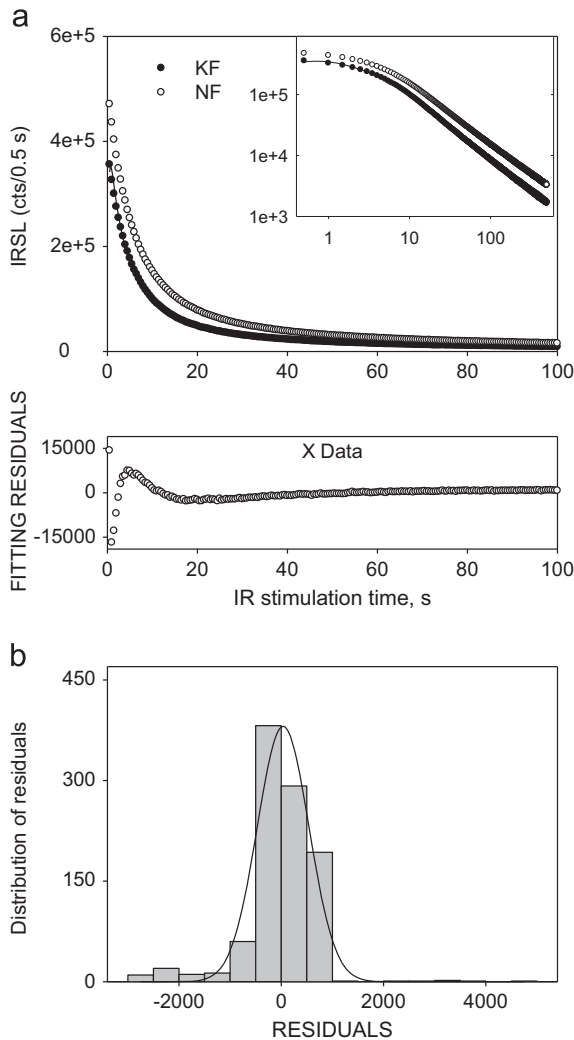 a
6e+5
4e+5
2e+5
0
IRSL (cts/0.5 s)
KF
NF
1e+5
1e+4
1e+3
1 10 100
0 20 40 60 80 100
FITTING RESIDUALS
15000
0
-15000
X Data
0 20 40 60 80 100
IR stimulation time, s
b
Distribution of residuals
450
300
150
0
-2000 0 2000 4000
RESIDUALS